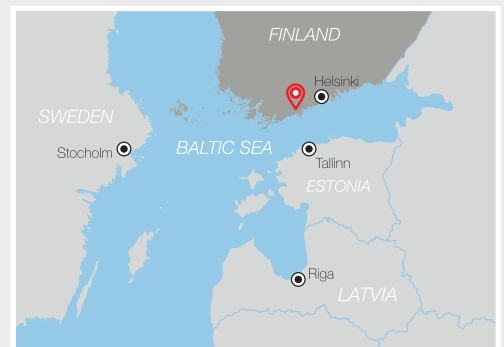 FINLAND
Helsinki
SWEDEN
Stocholm
BALTIC SEA
Tallinn
ESTONIA
Riga
LATVIA